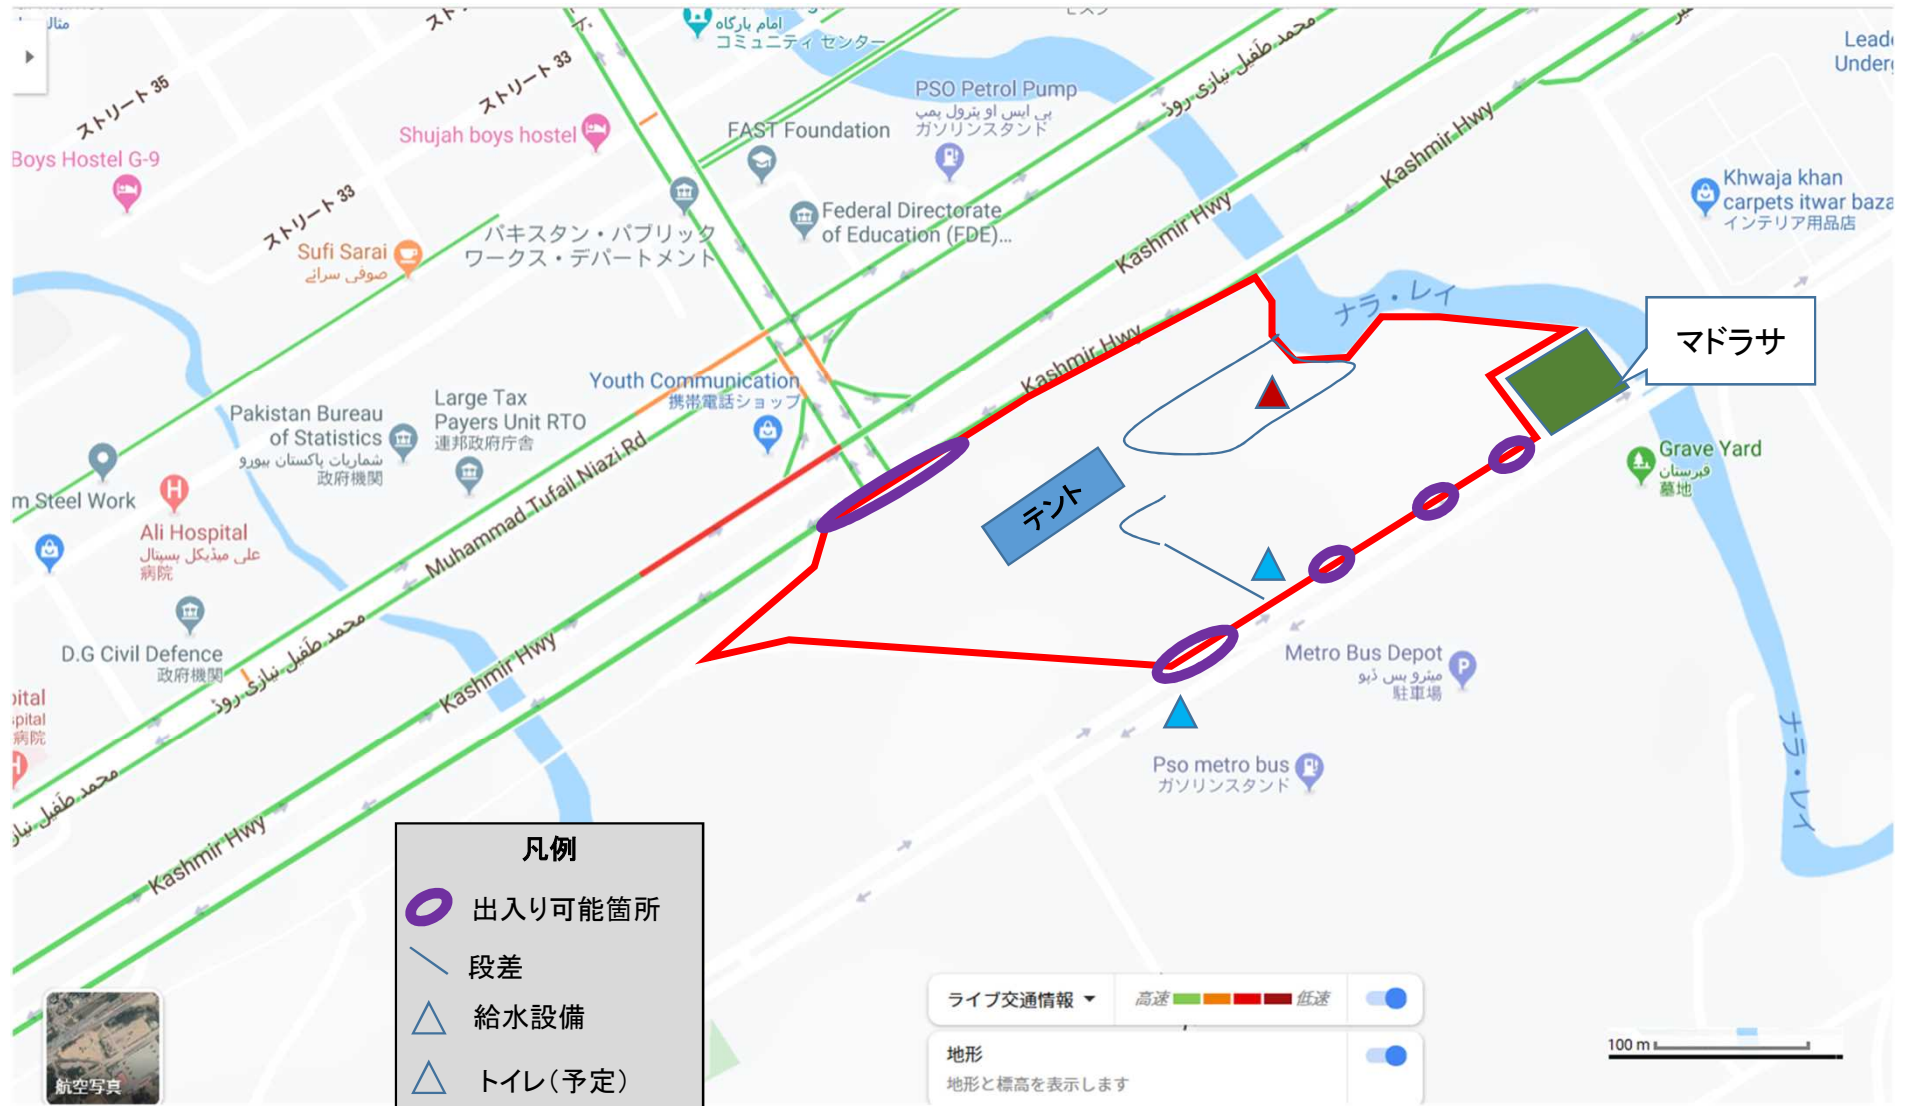 امام بارگاه
コミュニティ センター
ストリート 35
ストリート 33
Shujah boys hostel
Boys Hostel G-9
ストリート 33
Sufi Sarai
صوفی سرائے
PSO Petrol Pump
پی ایس او پٹرول پمپ
ガソリンスタンド
FAST Foundation
パキスタン・パブリック
ワークス・デパートメント
Federal Directorate
of Education (FDE)...
محمد طفیل نیازی روڈ
Kashmir Hwy
Kashmir Hwy
Kashmir Hwy
Leade
Underg
Khwaja khan
carpets itwar baza
インテリア用品店
ナラ・レイ
マドラサ
Youth Communication
携帯電話ショップ
Large Tax
Payers Unit RTO
連邦政府庁舎
Pakistan Bureau
of Statistics
شماریات پاکستان بیورو
政府機関
m Steel Work
Ali Hospital
علی میڈیکل ہسپتال
病院
Muhammad Tufail Niazi Rd
テント
Grave Yard
قبرستان
墓地
D.G Civil Defence
政府機関
محمد طفیل نیازی روڈ
Kashmir Hwy
Metro Bus Depot
میٹرو بس ڈپو
駐車場
Pso metro bus
ガソリンスタンド
ナラ・レイ
pital
spital
病院
محمد طفیل نیاز
Kashmir Hwy
凡例
出入り可能箇所
段差
給水設備
トイレ(予定)
航空写真
ライブ交通情報
高速
低速
地形
地形と標高を表示します
100 m